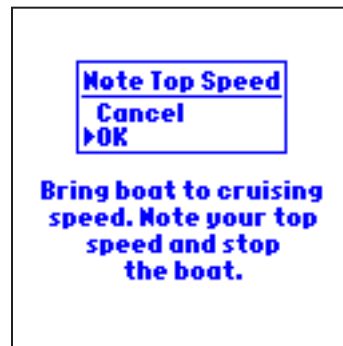 Note Top Speed
Cancel
▶OK
Bring boat to cruising
speed. Note your top
speed and stop
the boat.